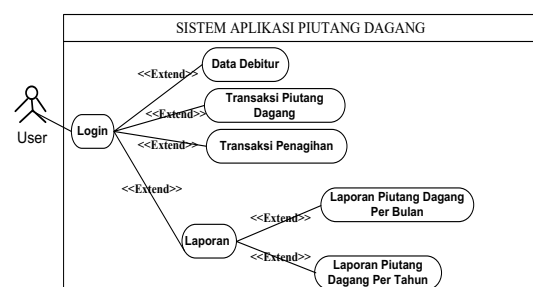 SISTEM APLIKASI PIUTANG DAGANG
Data Debitur
<<Extend>>
Transaksi Piutang
Dagang
<<Extend>>
User
Login
<<Extend>>
Transaksi Penagihan
<<Extend>>
Laporan Piutang Dagang
Per Bulan
<<Extend>>
Laporan
<<Extend>>
Laporan Piutang
Dagang Per Tahun